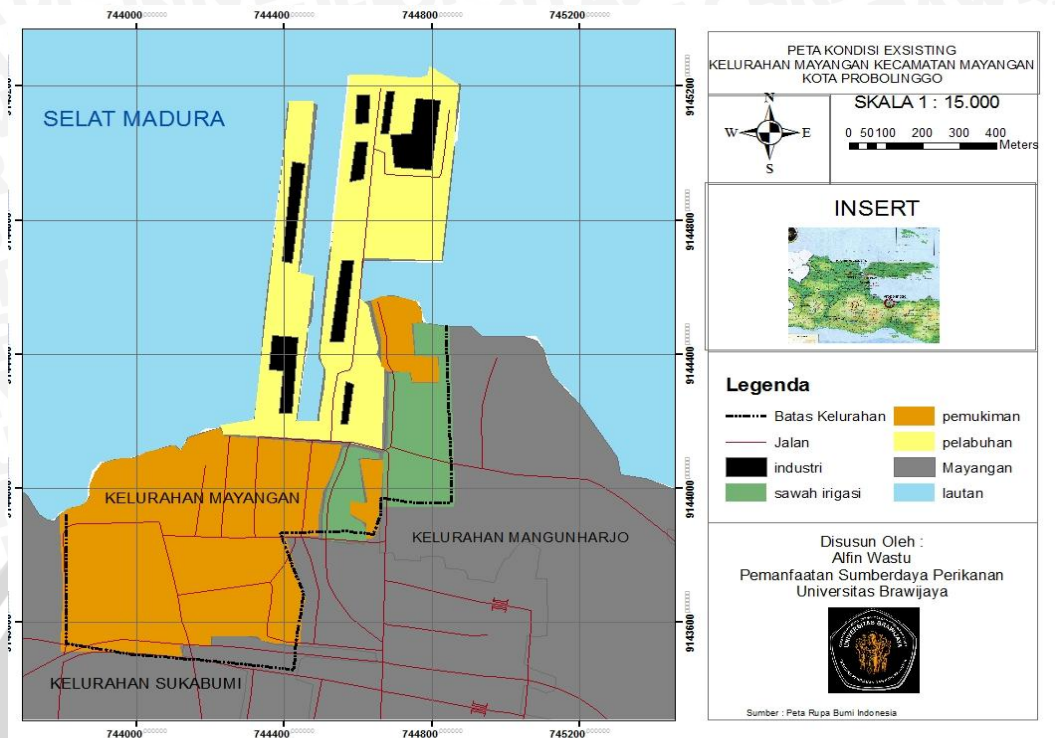 744000 744400 744800 745200
SELAT MADURA
KELURAHAN MAYANGAN
KELURAHAN MANGUNHARJO
KELURAHAN SUKABUMI
9145200
9144800
9144400
9144000
9143600
744000 744400 744800 745200
PETA KONDISI EXSISTING
KELURAHAN MAYANGAN KECAMATAN MAYANGAN
KOTA PROBOLINGGO
N
W E
S
SKALA 1 : 15.000
0 50 100 200 300 400
Meters
INSERT
Legenda
Batas Kelurahan
Jalan
industri
sawah irigasi
pemukiman
pelabuhan
Mayangan
lautan
Disusun Oleh :
Alfin Wastu
Pemanfaatan Sumberdaya Perikanan
Universitas Brawijaya
UNIVERSITAS BRAWIJAYA
Sumber : Peta Rupa Bumi Indonesia